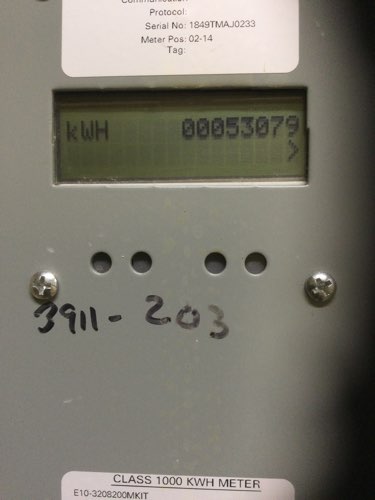 Communication
Protocol:
Serial No: 1849TMAJ0233
Meter Pos: 02-14
Tag:
kWH 00053079
>
3911-203
CLASS 1000 KWH METER
E10-3208200MKIT